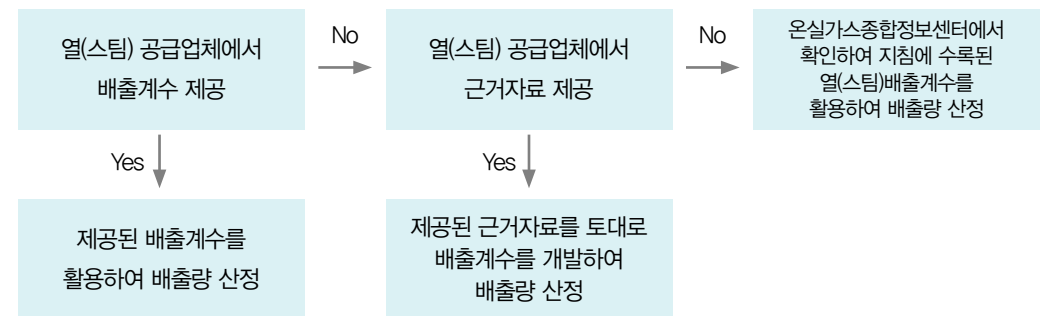 열(스팀) 공급업체에서
배출계수 제공
No
열(스팀) 공급업체에서
근거자료 제공
No
온실가스종합정보센터에서
확인하여 지침에 수록된
열(스팀)배출계수를
활용하여 배출량 산정
Yes
Yes
제공된 배출계수를
활용하여 배출량 산정
제공된 근거자료를 토대로
배출계수를 개발하여
배출량 산정